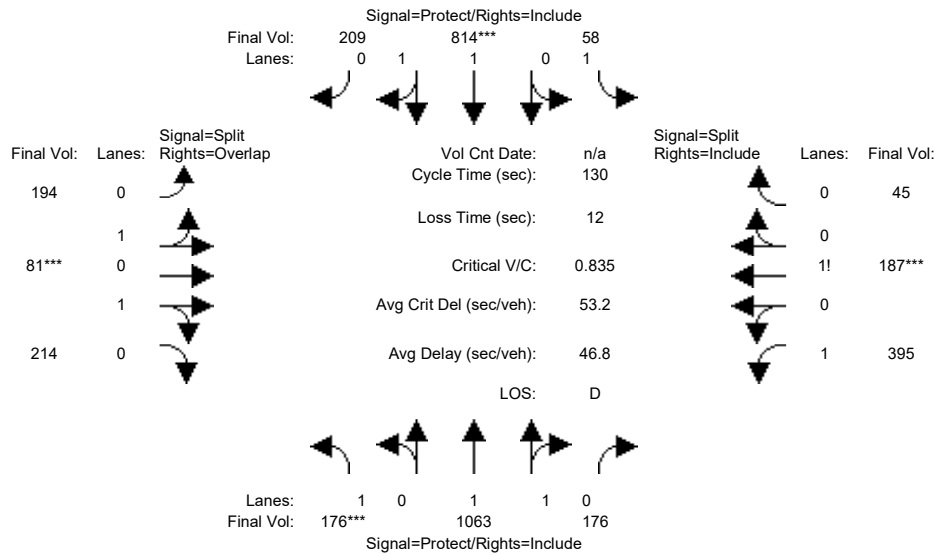 Signal=Protect/Rights=Include
Final Vol: 209 814*** 58
Lanes: 0 1 1 0 1
Signal=Split
Final Vol: Lanes: Rights=Overlap
Vol Cnt Date: n/a
Signal=Split
Rights=Include Lanes: Final Vol:
Cycle Time (sec): 130
194 0
0 45
Loss Time (sec): 12
1
0
81*** 0
Critical V/C: 0.835
1! 187***
1
Avg Crit Del (sec/veh): 53.2
0
214 0
Avg Delay (sec/veh): 46.8
1 395
LOS: D
Lanes: 1 0 1 1 0
Final Vol: 176*** 1063 176
Signal=Protect/Rights=Include